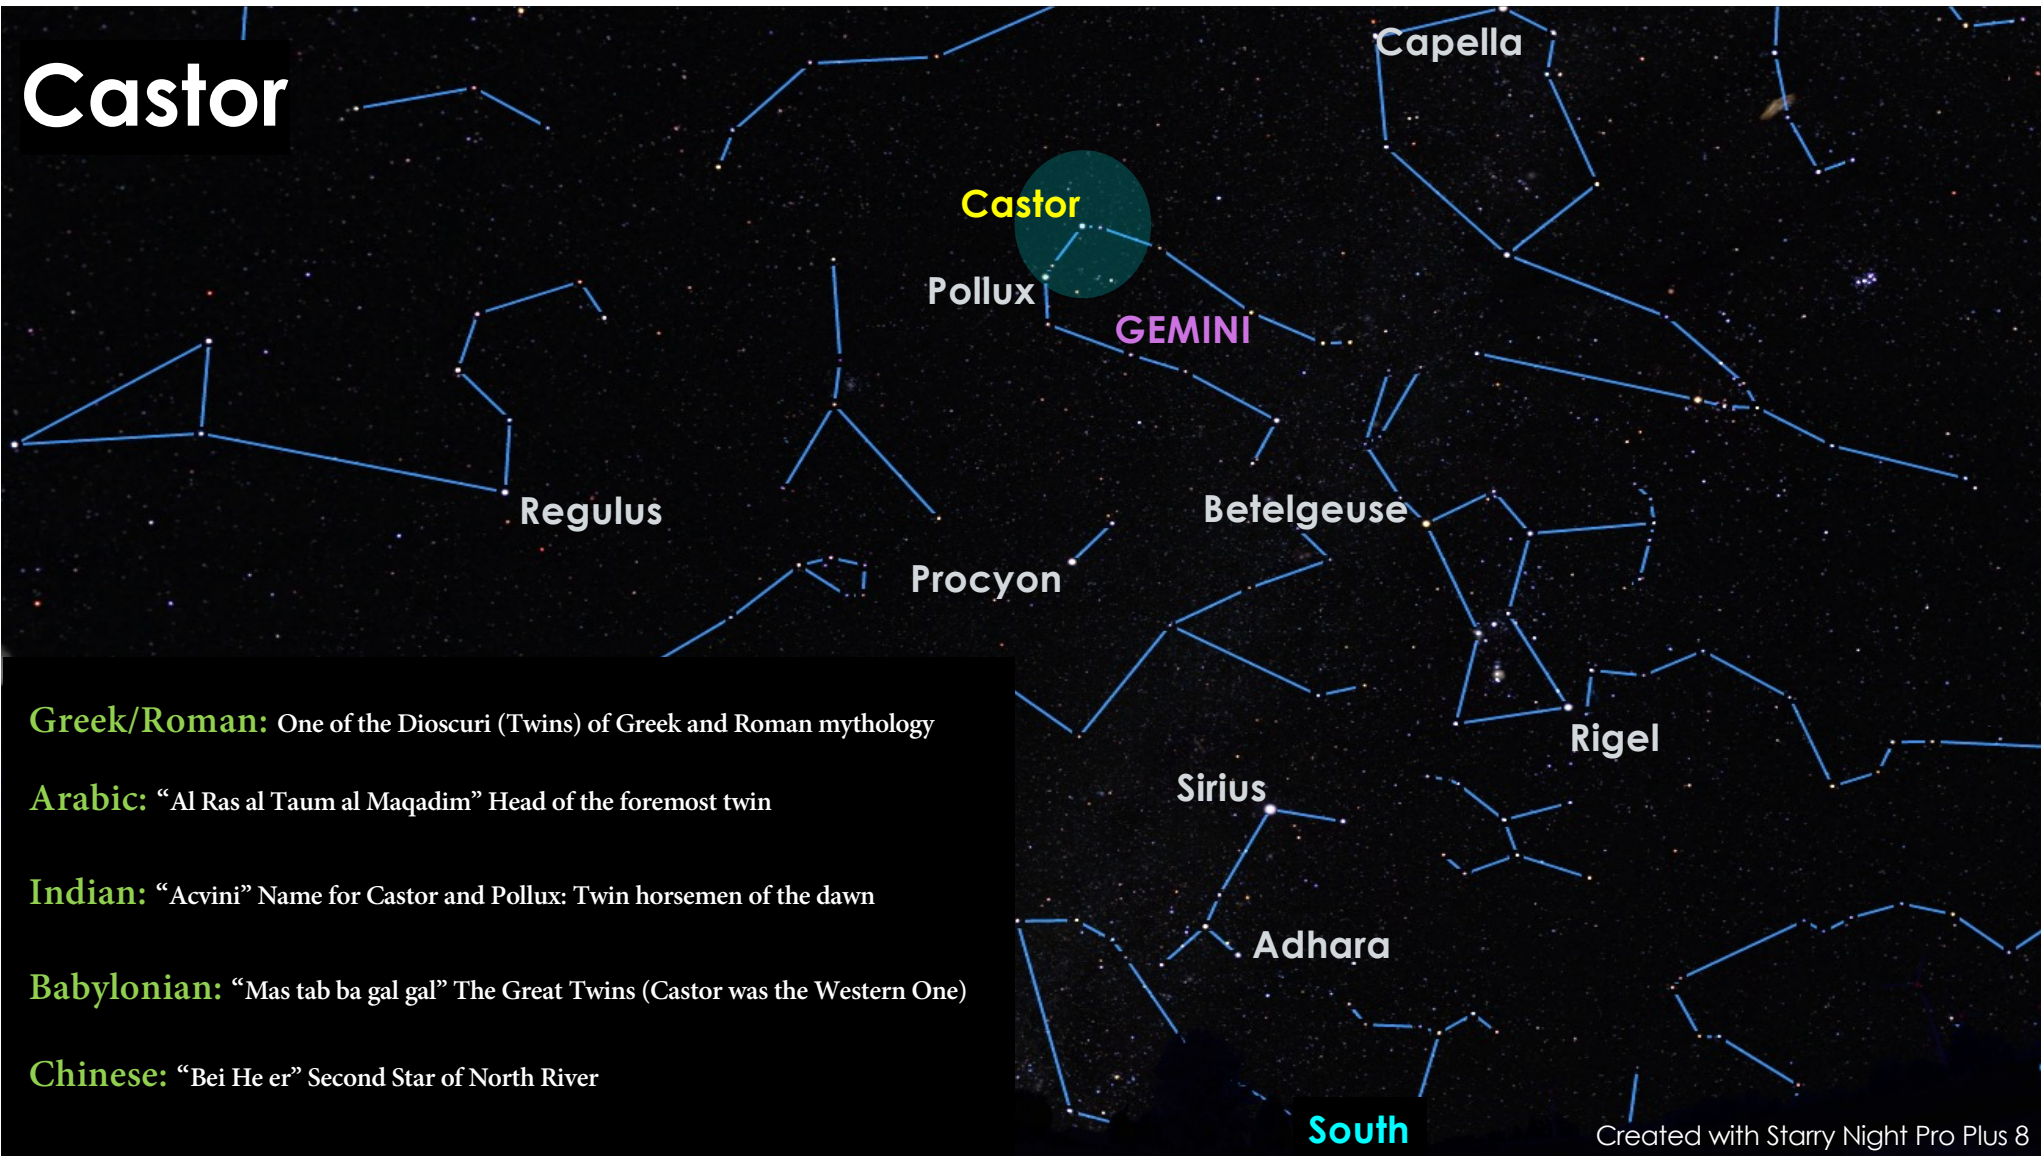 Castor
Capella
Castor
Pollux
GEMINI
Regulus
Betelgeuse
Procyon
Rigel
Sirius
Adhara
Greek/Roman: One of the Dioscuri (Twins) of Greek and Roman mythology
Arabic: “Al Ras al Taum al Maqadim” Head of the foremost twin
Indian: “Acvini” Name for Castor and Pollux: Twin horsemen of the dawn
Babylonian: “Mas tab ba gal gal” The Great Twins (Castor was the Western One)
Chinese: “Bei He er” Second Star of North River
South
Created with Starry Night Pro Plus 8